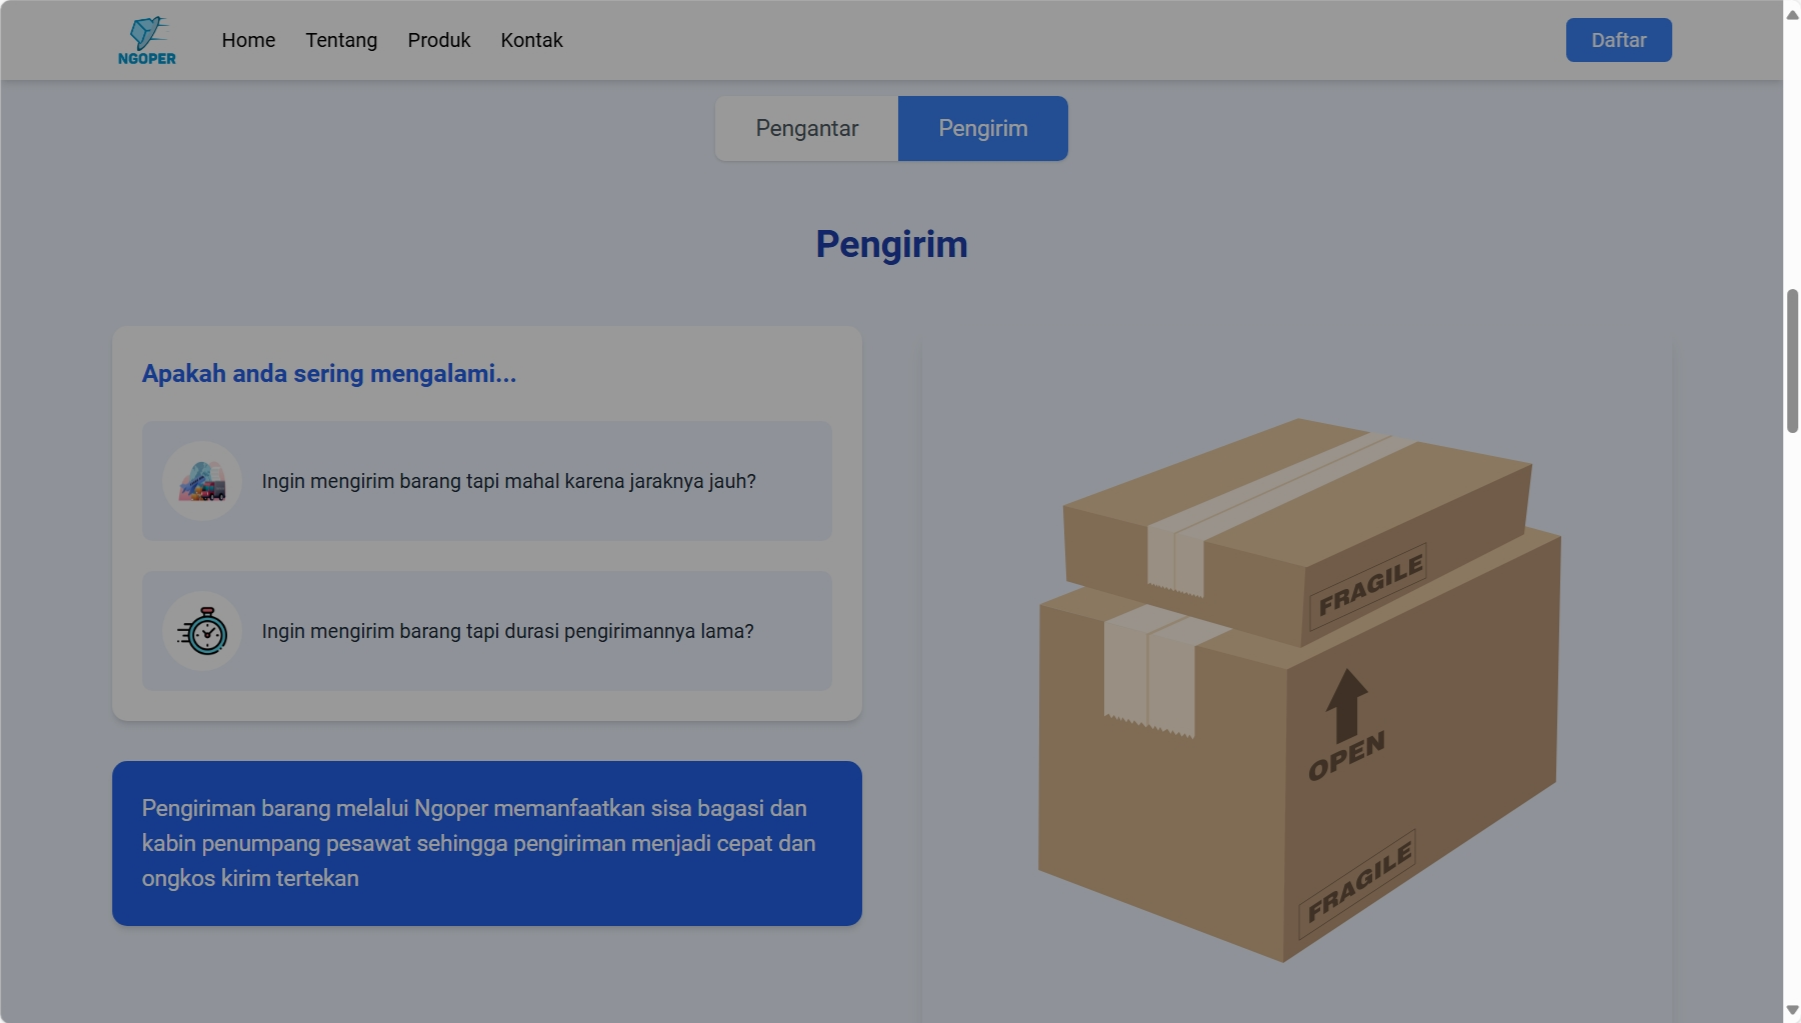 NGOPER
Home
Tentang
Produk
Kontak
Daftar
Pengantar
Pengirim
Pengirim
Apakah anda sering mengalami...
Ingin mengirim barang tapi mahal karena jaraknya jauh?
Ingin mengirim barang tapi durasi pengirimannya lama?
Pengiriman barang melalui Ngoper memanfaatkan sisa bagasi dan
kabin penumpang pesawat sehingga pengiriman menjadi cepat dan
ongkos kirim tertekan
FRAGILE
OPEN
FRAGILE